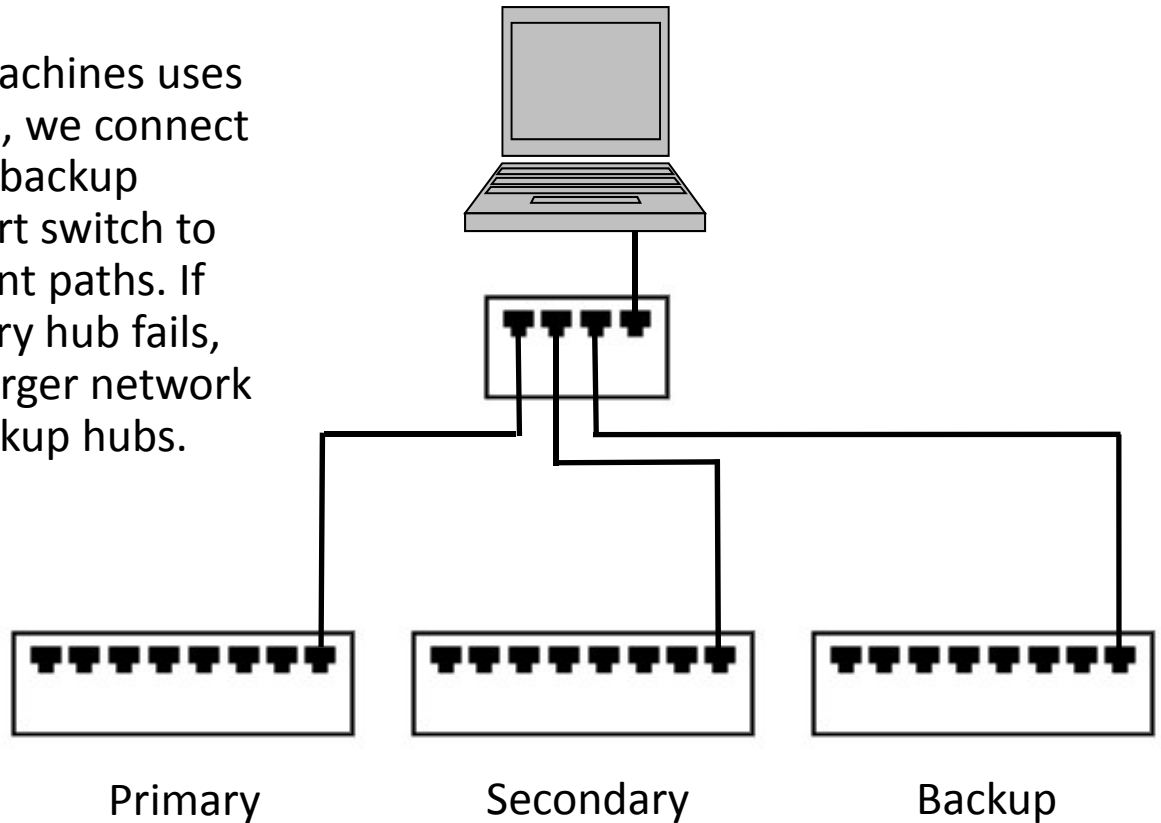 achines uses
, we connect
backup
rt switch to
nt paths. If
ry hub fails,
rger network
kup hubs.
Primary
Secondary
Backup